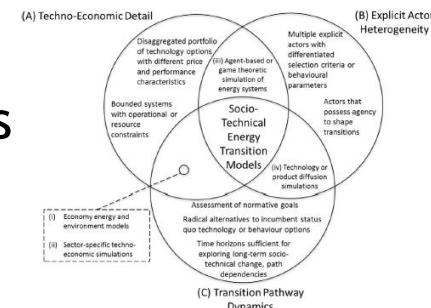 (A) Techno-Economic Detail
(B) Explicit Actor
Heterogeneity
Disaggregated portfolio
of technology options
with different price
and performance
characteristics
Bounded systems
with operational or
resource
constraints
(iii) Agent-based or
game theoretic
simulation of
energy systems
Multiple explicit
actors with
differentiated
selection criteria or
behavioural
parameters
Actors that
possess agency
to shape
transitions
s
Socio-
Technical
Energy
Transition
Models
(iv) Technology or
product diffusion
simulations
Assessment of normative goals
Radical alternatives to incumbent status
quo technology or behaviour options
Time horizons sufficient for
exploring long-term socio-
technical change, path
dependencies
(i) Economy energy and
environment models
(ii) Sector-specific techno-
economic simulations
(C) Transition Pathway
Dynamics